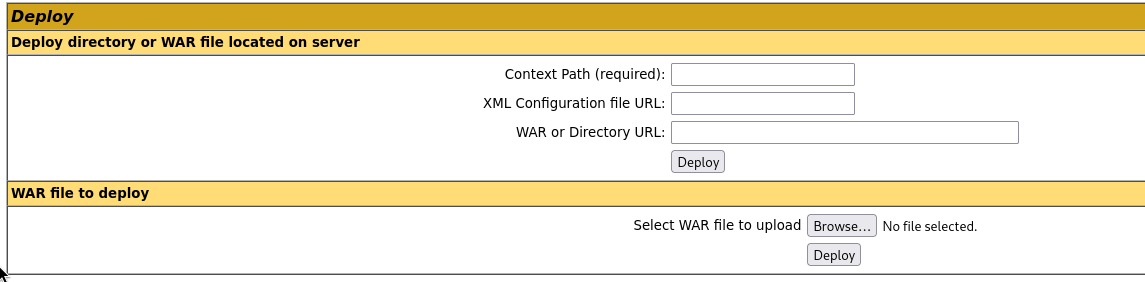 Deploy
Deploy directory or WAR file located on server
Context Path (required):
XML Configuration file URL:
WAR or Directory URL:
Deploy
WAR file to deploy
Select WAR file to upload Browse... No file selected.
Deploy